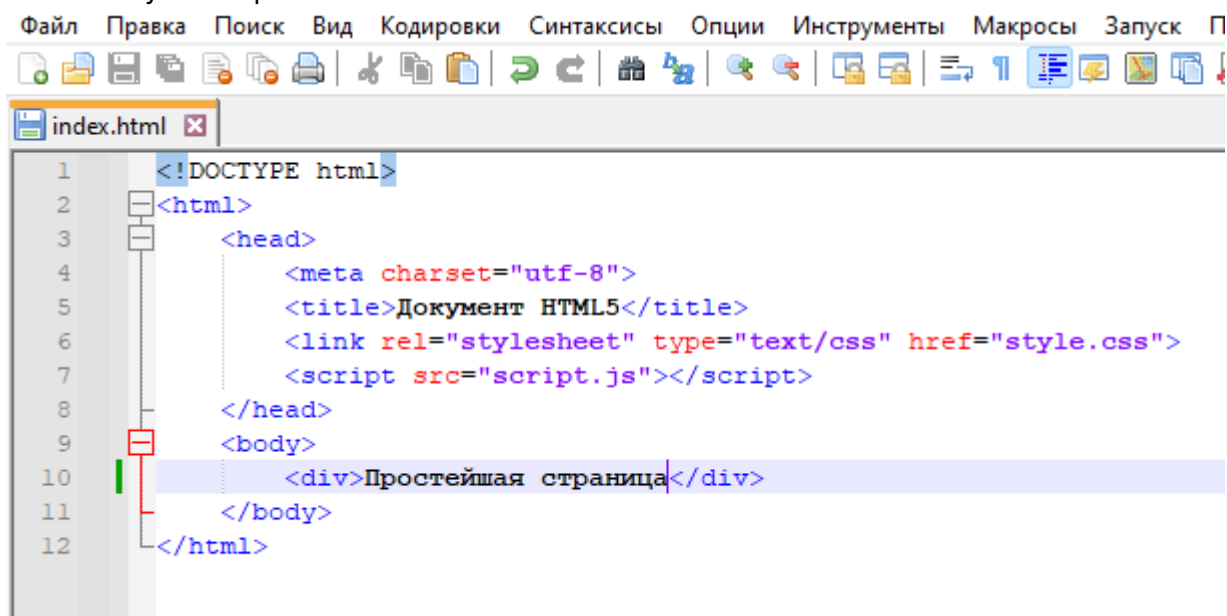 Файл Правка Поиск Вид Кодировки Синтаксисы Опции Инструменты Макросы Запуск
index.html
1 <!DOCTYPE html>
2 <html>
3 <head>
4 <meta charset="utf-8">
5 <title>Документ HTML5</title>
6 <link rel="stylesheet" type="text/css" href="style.css">
7 <script src="script.js"></script>
8 </head>
9 <body>
10 <div>Простейшая страница</div>
11 </body>
12 </html>